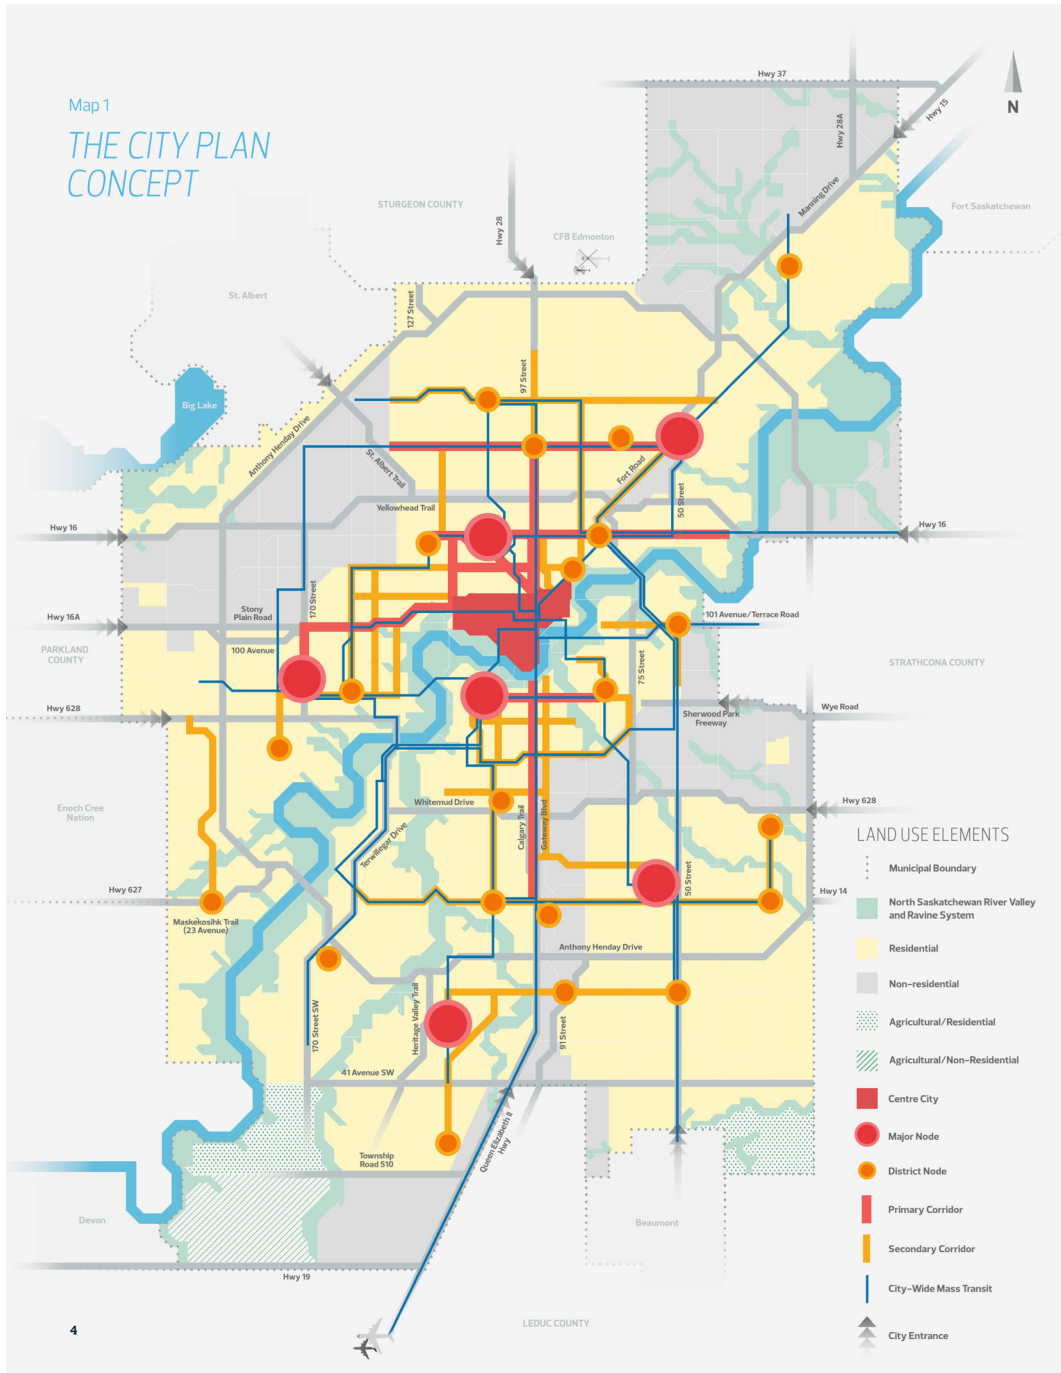 Map 1
THE CITY PLAN
CONCEPT
N
Hwy 37
Hwy 15
Hwy 28A
Manning Drive
Fort Saskatchewan
STURGEON COUNTY
Hwy 28
CFB Edmonton
St. Albert
127 Street
97 Street
Big Lake
Anthony Henday Drive
St. Albert Trail
Fort Road
50 Street
Yellowhead Trail
Hwy 16
Hwy 16
170 Street
Stony
Plain Road
Hwy 16A
101 Avenue/Terrace Road
100 Avenue
PARKLAND
COUNTY
75 Street
STRATHCONA COUNTY
Hwy 628
Sherwood Park
Freeway
Wye Road
Enoch Cree
Nation
Whitemud Drive
Hwy 628
Terwillegar Drive
Calgary Trail
Gateway Blvd
50 Street
Hwy 627
Hwy 14
Maskêkosihk Trail
(23 Avenue)
Anthony Henday Drive
170 Street SW
Heritage Valley Trail
91 Street
41 Avenue SW
Queen Elizabeth II
Hwy
Township
Road 510
Devon
Beaumont
Hwy 19
LEDUC COUNTY
LAND USE ELEMENTS
Municipal Boundary
North Saskatchewan River Valley
and Ravine System
Residential
Non-residential
Agricultural/Residential
Agricultural/Non-Residential
Centre City
Major Node
District Node
Primary Corridor
Secondary Corridor
City-Wide Mass Transit
City Entrance
4